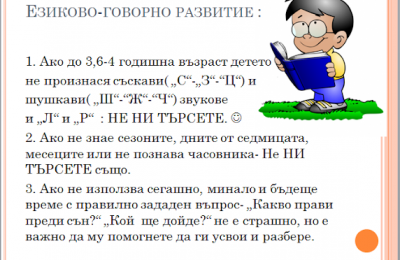 Езиково-говорно развитие :
1. Ако до 3,6-4 годишна възраст детето
не произнася съскави( „С“-„З“-“Ц“) и
шушкави( „Ш“-“Ж“-“Ч“) звукове
и „Л“ и „Р“ : НЕ НИ ТЪРСЕТЕ. ☺
2. Ако не знае сезоните, дните от седмицата,
месеците или не познава часовника- Не НИ
ТЪРСЕТЕ също.
3. Ако не използва сегашно, минало и бъдеще
време с правилно зададен въпрос- „Какво прави
преди сън?“ „Кой ще дойде?“ не е страшно, но е
важно да му помогнете да ги усвои и разбере.